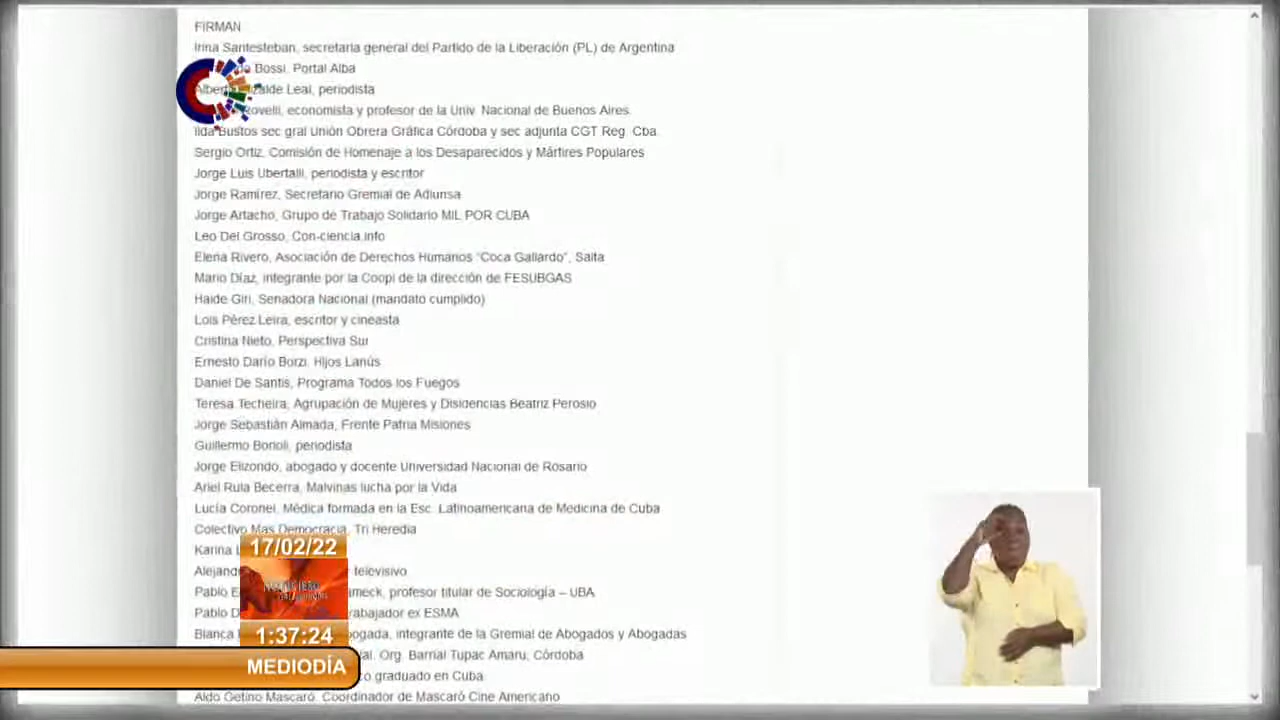 FIRMAN
Irina Santesteban, secretaria general del Partido de la Liberación (PL) de Argentina
Bossi. Portal Alba
Leal, periodista
Rovelli, economista y profesor de la Univ. Nacional de Buenos Aires.
Ilda Bustos sec gral Unión Obrera Gráfica Córdoba y sec adjunta CGT Reg. Cba.
Sergio Ortiz, Comisión de Homenaje a los Desaparecidos y Mártires Populares
Jorge Luis Ubertalli, periodista y escritor
Jorge Ramírez, Secretario Gremial de Adiunsa
Jorge Artacho, Grupo de Trabajo Solidario MIL POR CUBA
Leo Del Grosso, Con-ciencia.info
Elena Rivero, Asociación de Derechos Humanos "Coca Gallardo", Salta
Mario Díaz, integrante por la Coopi de la dirección de FESUBGAS
Haide Giri, Senadora Nacional (mandato cumplido)
Lois Pérez Leira, escritor y cineasta
Cristina Nieto, Perspectiva Sur
Ernesto Darío Borzi. Hijos Lanús
Daniel De Santis, Programa Todos los Fuegos
Teresa Techeira, Agrupación de Mujeres y Disidencias Beatriz Perosio
Jorge Sebastián Almada, Frente Patria Misiones
Guillermo Borioli, periodista
Jorge Elizondo, abogado y docente Universidad Nacional de Rosario
Ariel Rula Becerra, Malvinas lucha por la Vida
Lucía Coronel, Médica formada en la Esc. Latinoamericana de Medicina de Cuba
Colectivo Mas Democracia, Tri Heredia
Karina
televisivo
Pablo profesor titular de Sociología – UBA
Pablo ex ESMA
Blanca integrante de la Gremial de Abogados y Abogadas
Org. Barrial Tupac Amaru, Córdoba
graduado en Cuba
Aldo Getino Mascaró. Coordinador de Mascaró Cine Americano
17/02/22
1:37:24
MEDIODÍA